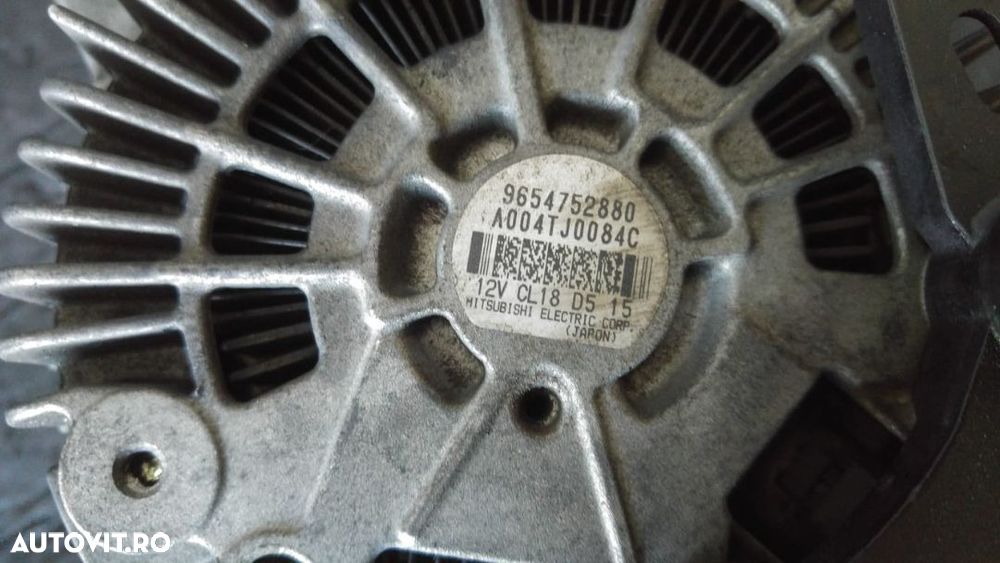 9654752880
A004TJ0084C
12V CL18 D5 15
MITSUBISHI ELECTRIC CORP.
(JAPAN)
AUTOVIT.RO